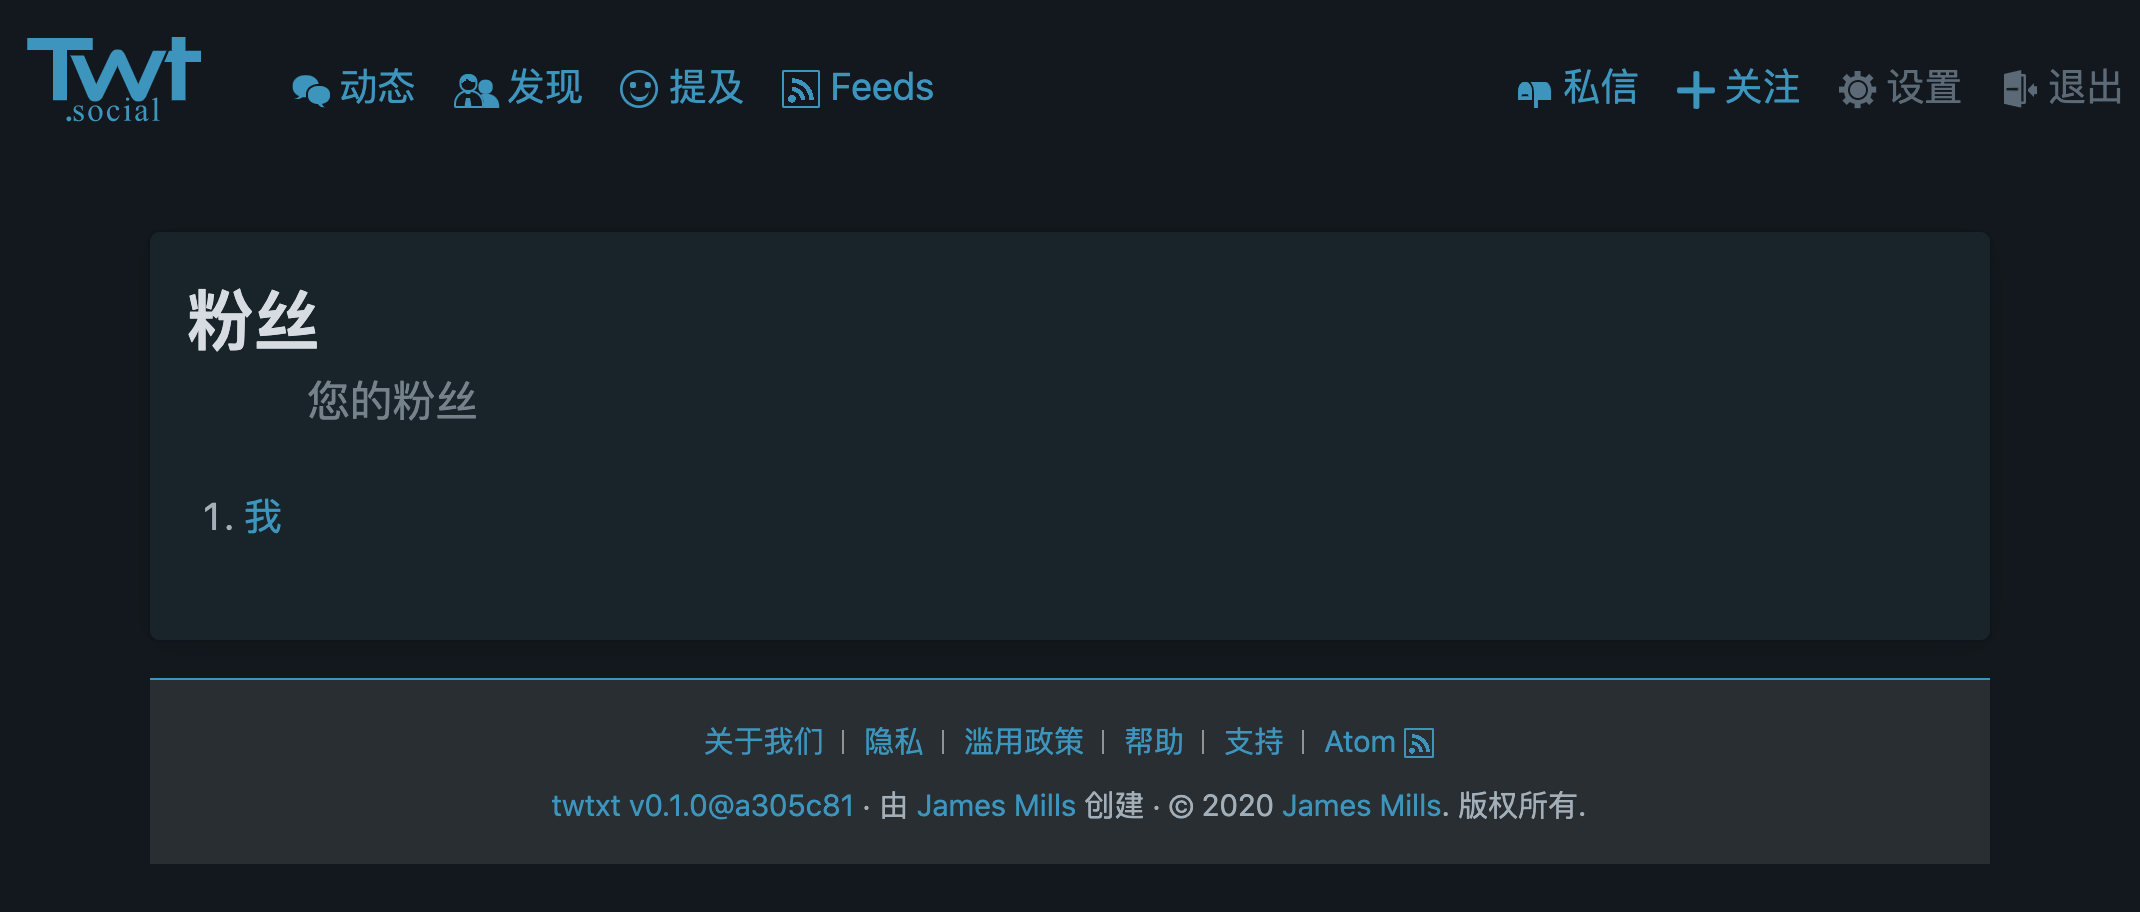 Twt
.social
动态 发现 提及 Feeds 私信 关注 设置 退出
粉丝
您的粉丝
1. 我
关于我们 | 隐私 | 滥用政策 | 帮助 | 支持 | Atom
twtxt v0.1.0@a305c81 · 由 James Mills 创建 · © 2020 James Mills. 版权所有.